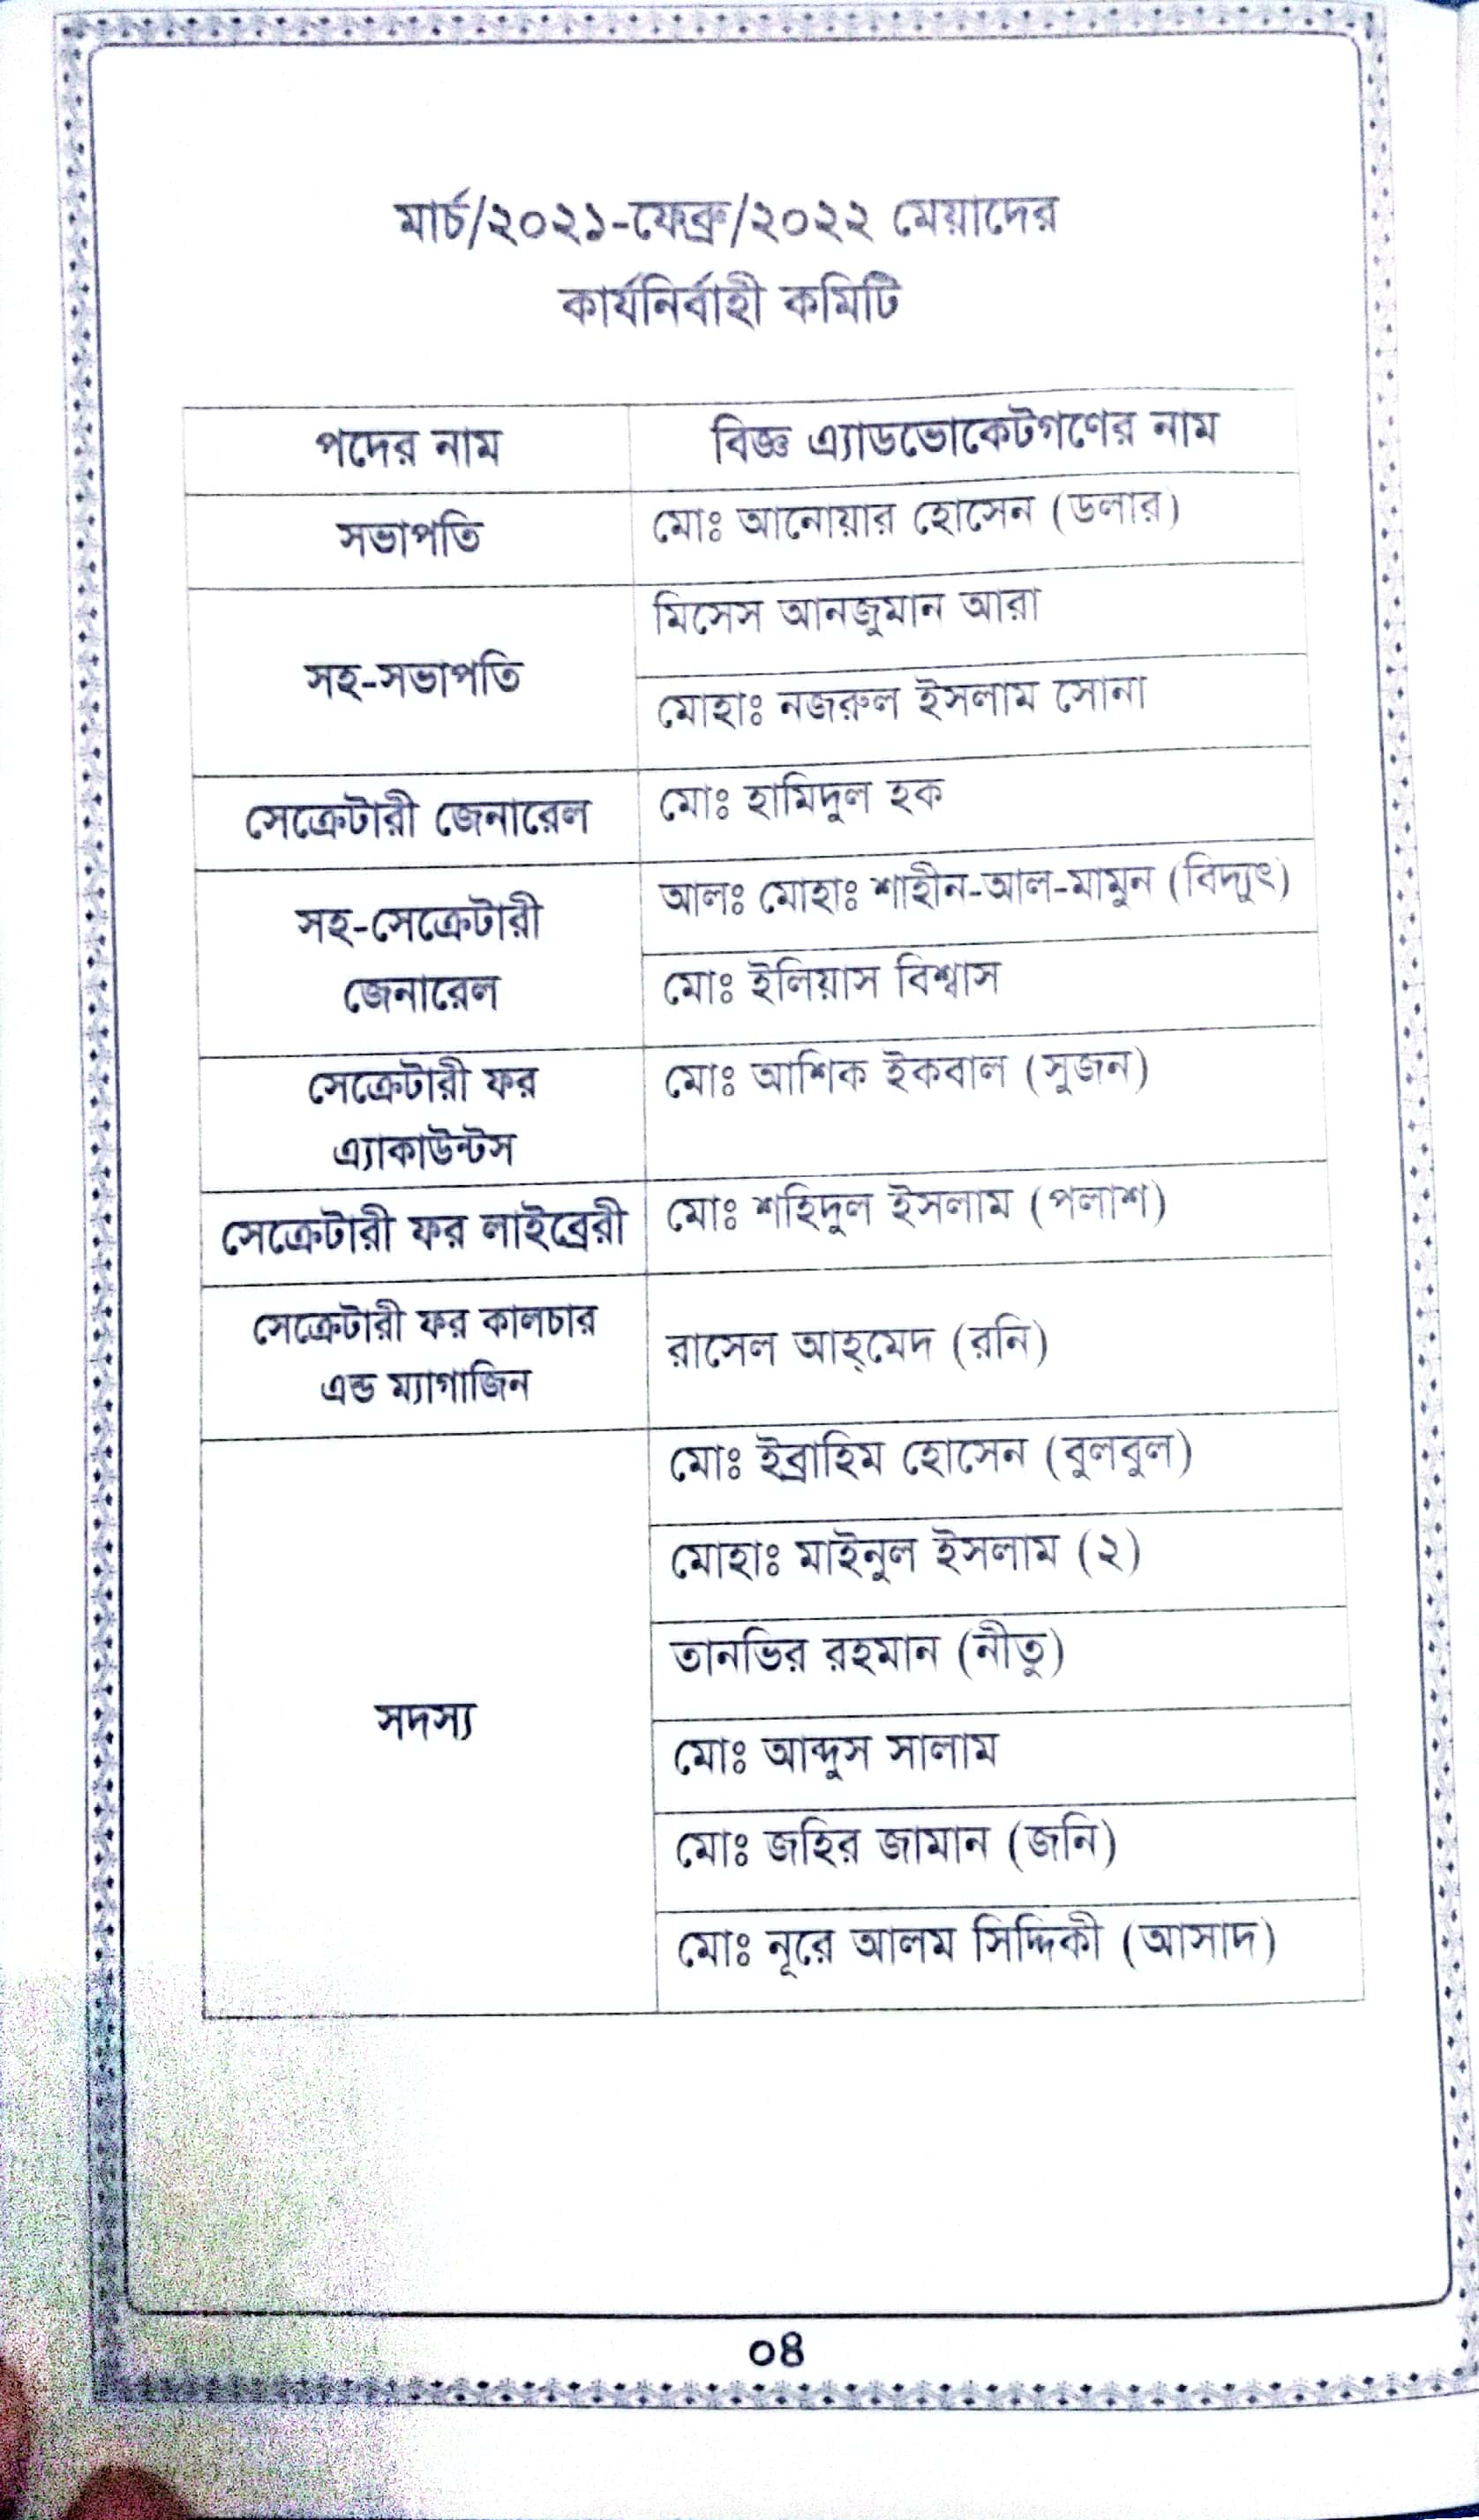 মার্চ/২০২১-ফেব্রু/২০২২ মেয়াদের
কার্যনির্বাহী কমিটি
পদের নাম বিজ্ঞ এ্যাডভোকেটগণের নাম
সভাপতি মোঃ আনোয়ার হোসেন (ডলার)
সহ-সভাপতি
মিসেস আনজুমান আরা
মোহাঃ নজরুল ইসলাম সোনা
সেক্রেটারী জেনারেল মোঃ হামিদুল হক
সহ-সেক্রেটারী
জেনারেল
আলঃ মোহাঃ শাহীন-আল-মামুন (বিদ্যুৎ)
মোঃ ইলিয়াস বিশ্বাস
সেক্রেটারী ফর
এ্যাকাউন্টস
মোঃ আশিক ইকবাল (সুজন)
সেক্রেটারী ফর লাইব্রেরী মোঃ শহিদুল ইসলাম (পলাশ)
সেক্রেটারী ফর কালচার
এন্ড ম্যাগাজিন
রাসেল আহ্‌মেদ (রনি)
সদস্য
মোঃ ইব্রাহিম হোসেন (বুলবুল)
মোহাঃ মাইনুল ইসলাম (২)
তানভির রহমান (নীতু)
মোঃ আব্দুস সালাম
মোঃ জহির জামান (জনি)
মোঃ নূরে আলম সিদ্দিকী (আসাদ)
০৪